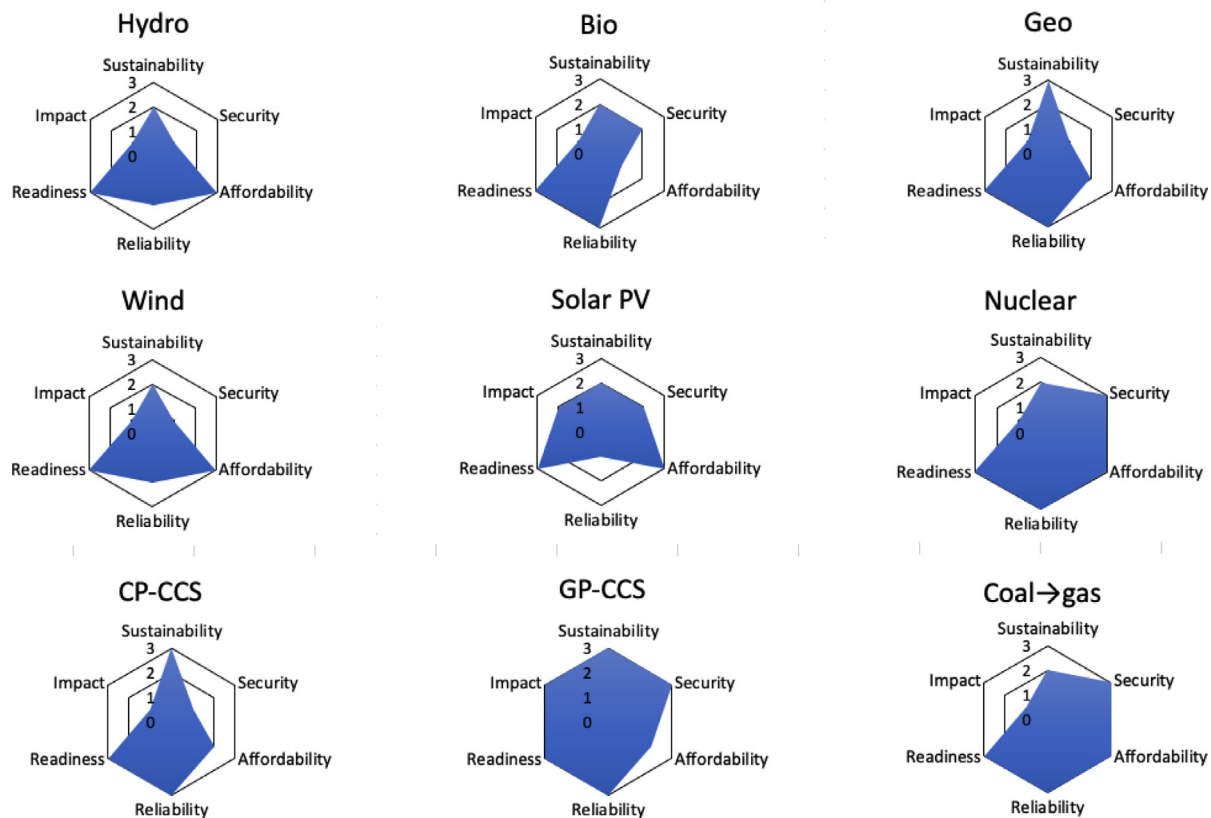 Hydro
Sustainability
3
Impact
2
Security
1
0
Readiness
Affordability
Reliability
Bio
Sustainability
3
Impact
2
Security
1
0
Readiness
Affordability
Reliability
Geo
Sustainability
3
Impact
2
Security
1
0
Readiness
Affordability
Reliability
Wind
Sustainability
3
Impact
2
Security
1
0
Readiness
Affordability
Reliability
Solar PV
Sustainability
3
Impact
2
Security
1
0
Readiness
Affordability
Reliability
Nuclear
Sustainability
3
Impact
2
Security
1
0
Readiness
Affordability
Reliability
CP-CCS
Sustainability
3
Impact
2
Security
1
0
Readiness
Affordability
Reliability
GP-CCS
Sustainability
3
Impact
2
Security
1
0
Readiness
Affordability
Reliability
Coal→gas
Sustainability
3
Impact
2
Security
1
0
Readiness
Affordability
Reliability